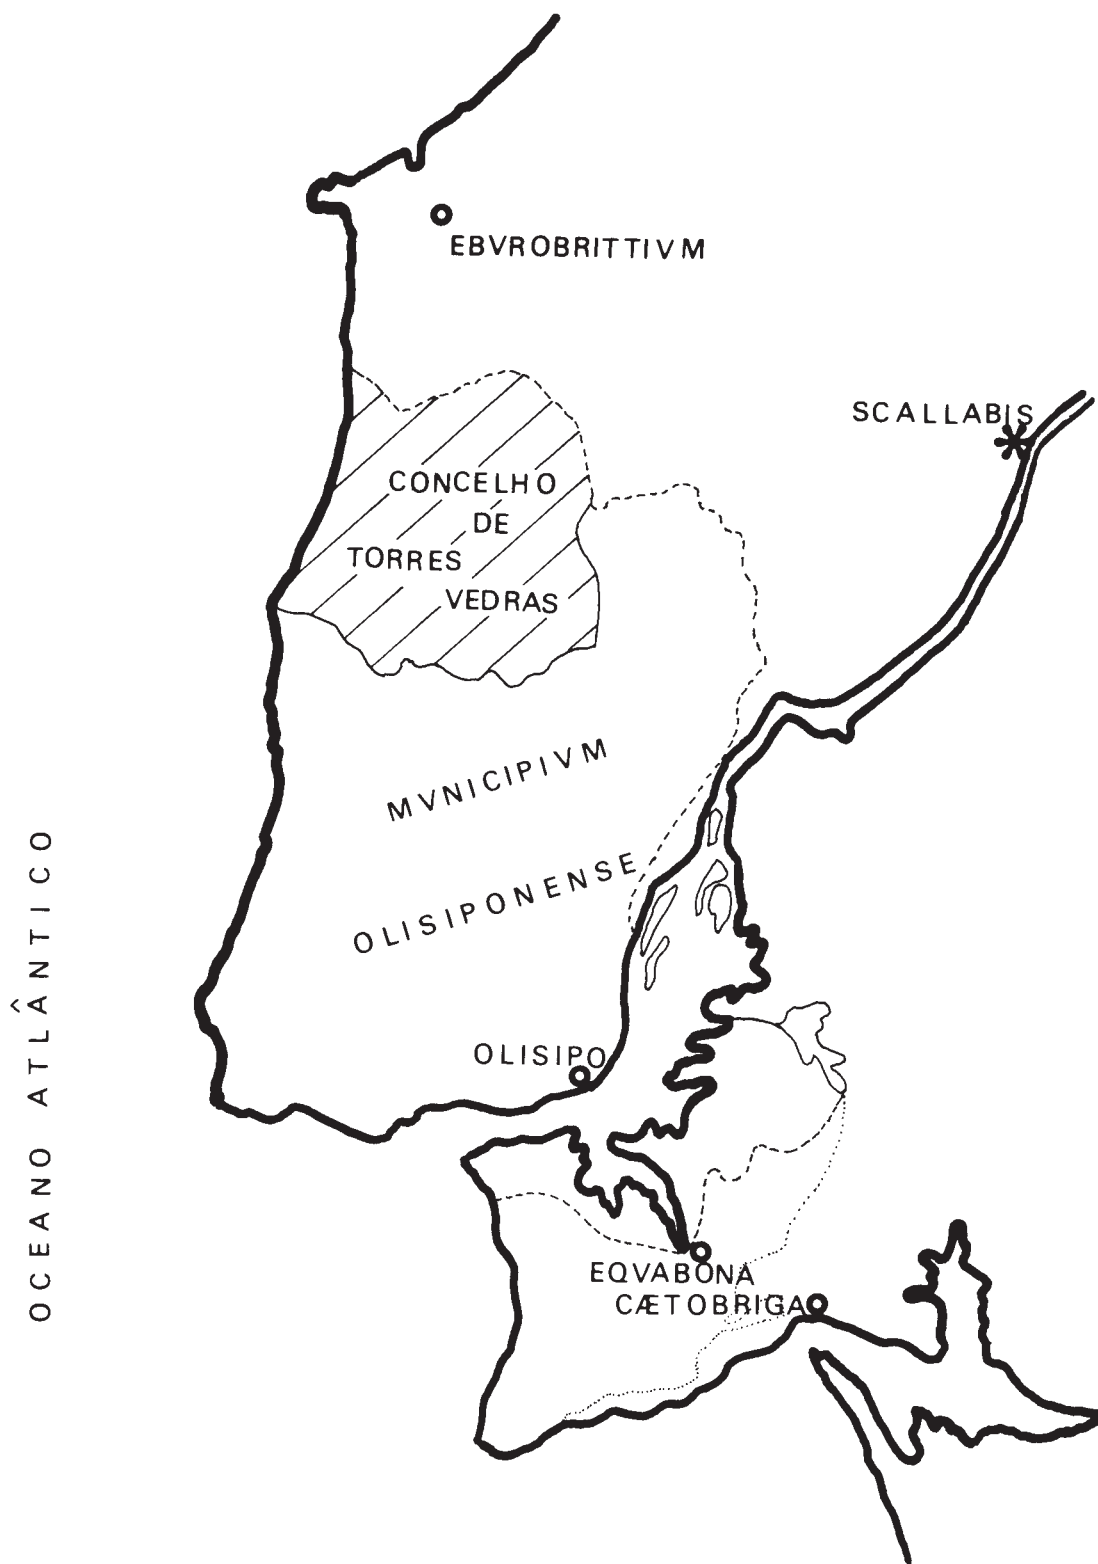 EBVROBRITTIVM
SCALLABIS
CONCELHO
DE
TORRES
VEDRAS
MVNICIPIVM
OLISIPONENSE
OCEANO ATLÂNTICO
OLISIPO
EQVABONA
CÆTOBRIGA